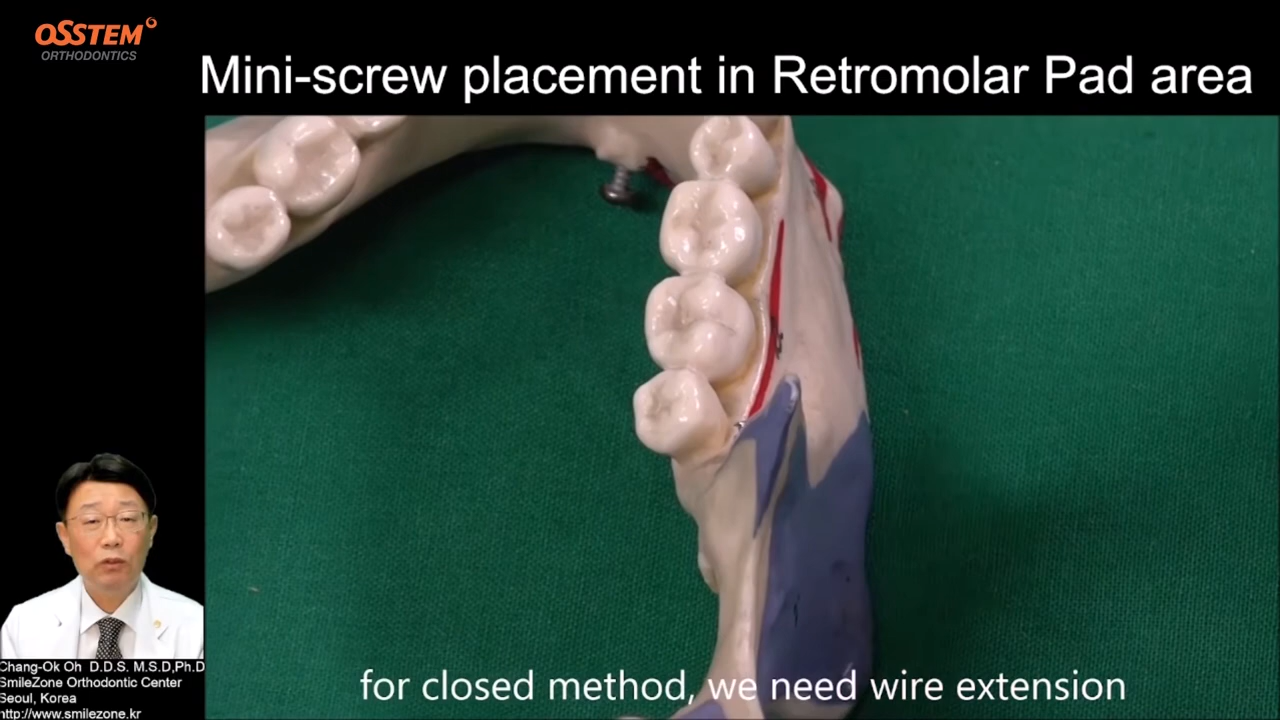 OSSTEM
ORTHODONTICS
Mini-screw placement in Retromolar Pad area
for closed method, we need wire extension
Chang-Ok Oh D.D.S. M.S.D,Ph.D
SmileZone Orthodontic Center
Seoul, Korea
http://www.smilezone.kr